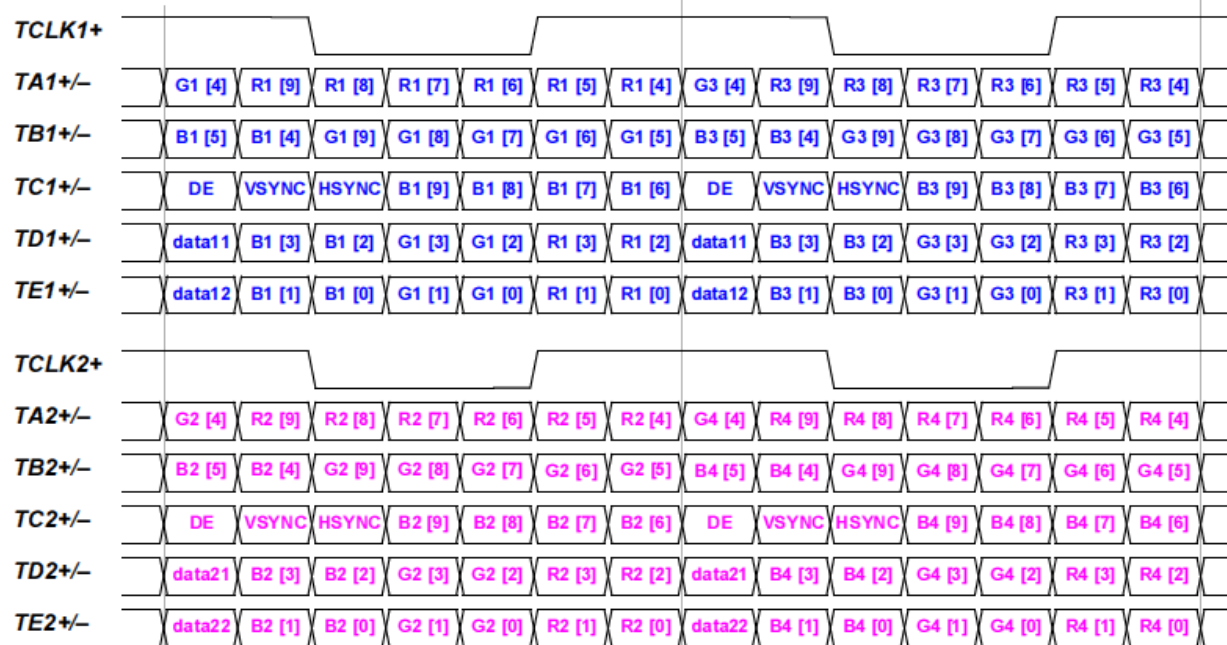 TCLK1+
TA1+/– G1 [4] R1 [9] R1 [8] R1 [7] R1 [6] R1 [5] R1 [4] G3 [4] R3 [9] R3 [8] R3 [7] R3 [6] R3 [5] R3 [4]
TB1+/– B1 [5] B1 [4] G1 [9] G1 [8] G1 [7] G1 [6] G1 [5] B3 [5] B3 [4] G3 [9] G3 [8] G3 [7] G3 [6] G3 [5]
TC1+/– DE VSYNC HSYNC B1 [9] B1 [8] B1 [7] B1 [6] DE VSYNC HSYNC B3 [9] B3 [8] B3 [7] B3 [6]
TD1+/– data11 B1 [3] B1 [2] G1 [3] G1 [2] R1 [3] R1 [2] data11 B3 [3] B3 [2] G3 [3] G3 [2] R3 [3] R3 [2]
TE1+/– data12 B1 [1] B1 [0] G1 [1] G1 [0] R1 [1] R1 [0] data12 B3 [1] B3 [0] G3 [1] G3 [0] R3 [1] R3 [0]
TCLK2+
TA2+/– G2 [4] R2 [9] R2 [8] R2 [7] R2 [6] R2 [5] R2 [4] G4 [4] R4 [9] R4 [8] R4 [7] R4 [6] R4 [5] R4 [4]
TB2+/– B2 [5] B2 [4] G2 [9] G2 [8] G2 [7] G2 [6] G2 [5] B4 [5] B4 [4] G4 [9] G4 [8] G4 [7] G4 [6] G4 [5]
TC2+/– DE VSYNC HSYNC B2 [9] B2 [8] B2 [7] B2 [6] DE VSYNC HSYNC B4 [9] B4 [8] B4 [7] B4 [6]
TD2+/– data21 B2 [3] B2 [2] G2 [3] G2 [2] R2 [3] R2 [2] data21 B4 [3] B4 [2] G4 [3] G4 [2] R4 [3] R4 [2]
TE2+/– data22 B2 [1] B2 [0] G2 [1] G2 [0] R2 [1] R2 [0] data22 B4 [1] B4 [0] G4 [1] G4 [0] R4 [1] R4 [0]